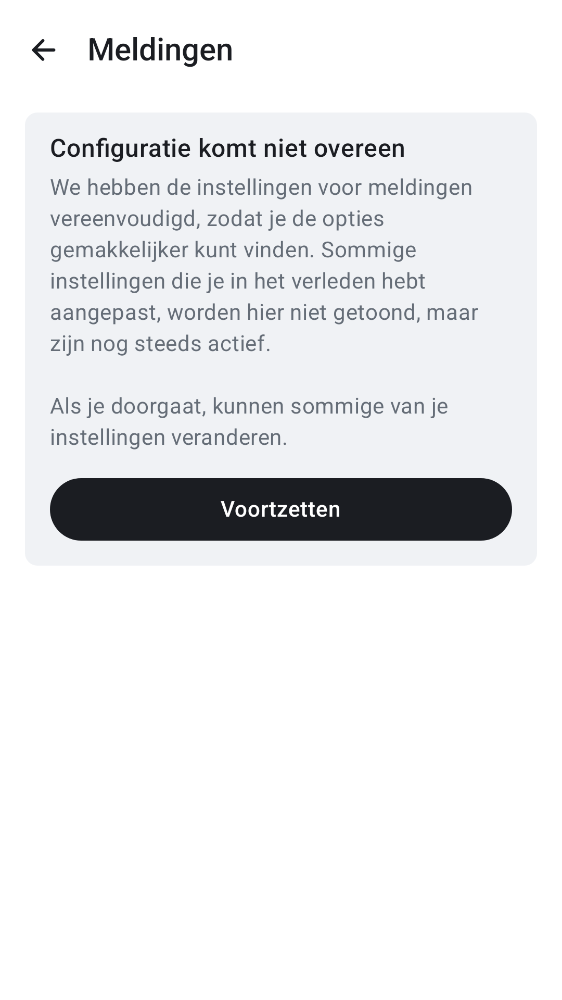 Meldingen
Configuratie komt niet overeen
We hebben de instellingen voor meldingen
vereenvoudigd, zodat je de opties
gemakkelijker kunt vinden. Sommige
instellingen die je in het verleden hebt
aangepast, worden hier niet getoond, maar
zijn nog steeds actief.
Als je doorgaat, kunnen sommige van je
instellingen veranderen.
Voortzetten